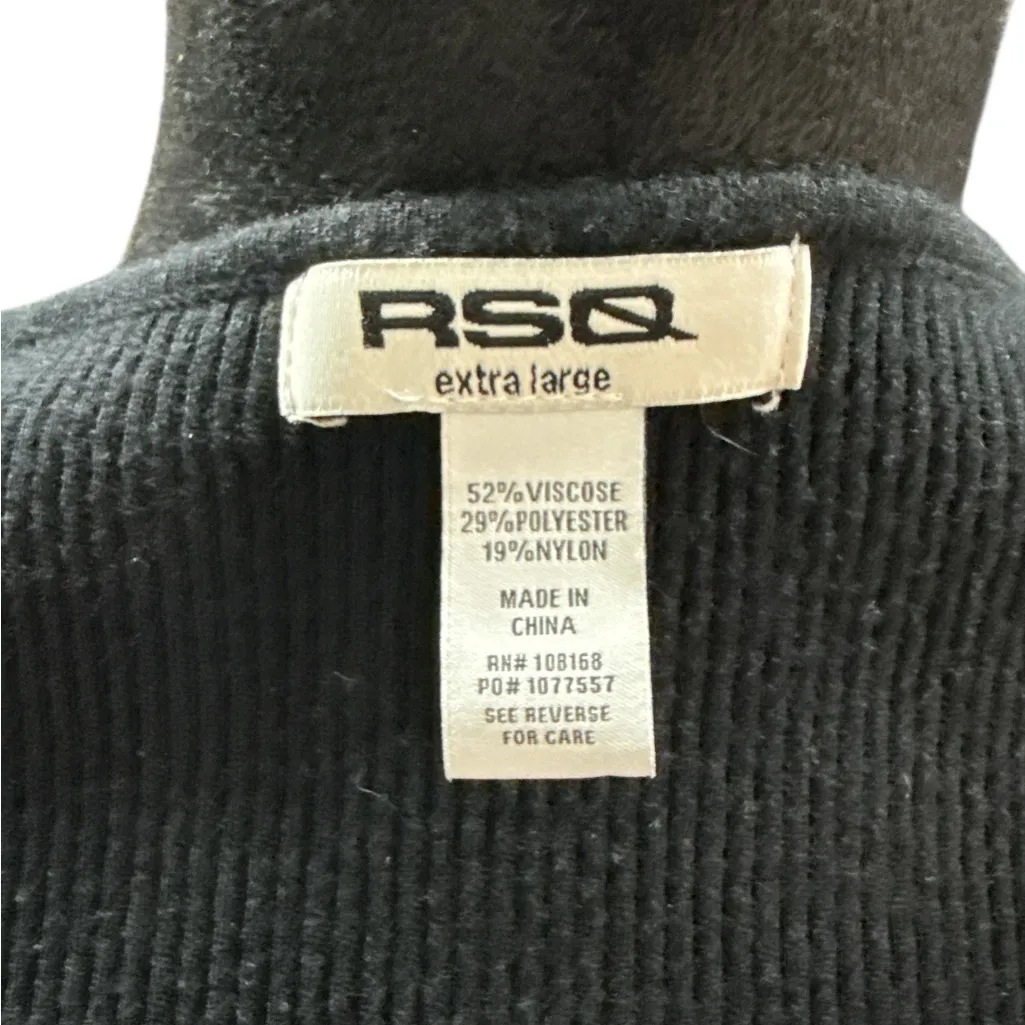 RSQ
extra large
52%VISCOSE
29%POLYESTER
19%NYLON
MADE IN
CHINA
RN# 108168
PO# 1077557
SEE REVERSE
FOR CARE